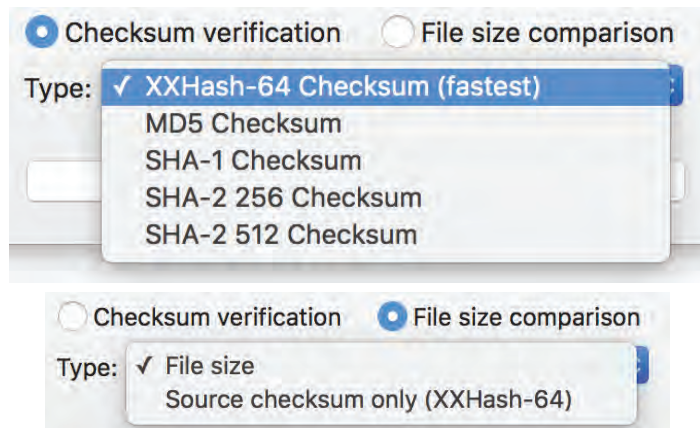 Checksum verification File size comparison
Type: ✓ XXHash-64 Checksum (fastest)
MD5 Checksum
SHA-1 Checksum
SHA-2 256 Checksum
SHA-2 512 Checksum
Checksum verification File size comparison
Type: ✓ File size
Source checksum only (XXHash-64)